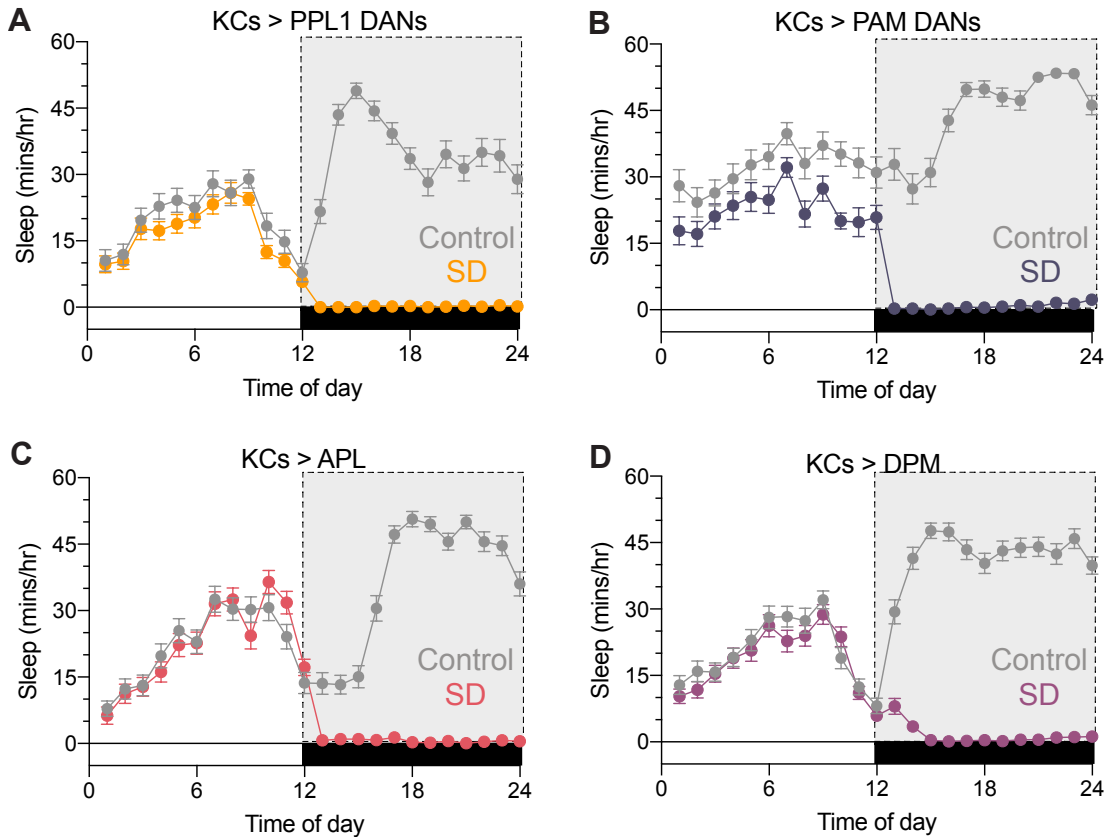 A
KCs > PPL1 DANs
60
45
30
15
0
Sleep (mins/hr)
Control
SD
0
6
12
18
24
Time of day
B
KCs > PAM DANs
60
45
30
15
0
Sleep (mins/hr)
Control
SD
0
6
12
18
24
Time of day
C
KCs > APL
60
45
30
15
0
Sleep (mins/hr)
Control
SD
0
6
12
18
24
Time of day
D
KCs > DPM
60
45
30
15
0
Sleep (mins/hr)
Control
SD
0
6
12
18
24
Time of day